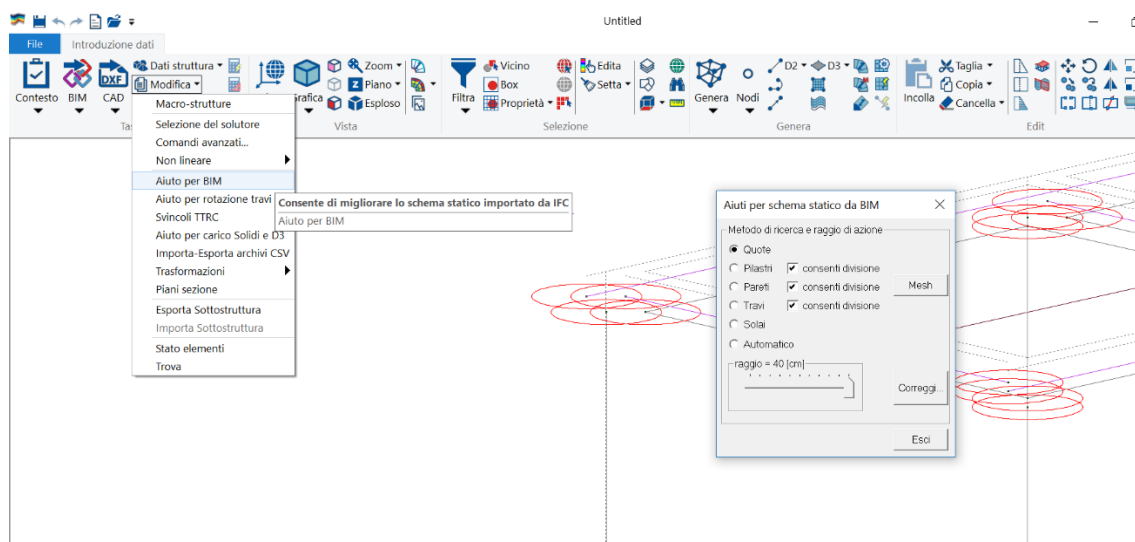 Untitled
File Introduzione dati
Contesto BIM CAD
DXF
Dati struttura
Modifica
Grafica
Zoom
Piano
Esploso
Vista
Filtra
Vicino
Box
Proprietà
Edita
Setta
Selezione
Genera Nodi
D2 D3
Genera
Incolla
Taglia
Copia
Cancella
Edit
Macro-strutture
Selezione del solutore
Comandi avanzati...
Non lineare
Aiuto per BIM
Aiuto per rotazione travi
Svincoli TTRC
Aiuto per carico Solidi e D3
Importa-Esporta archivi CSV
Trasformazioni
Piani sezione
Esporta Sottostruttura
Importa Sottostruttura
Stato elementi
Trova
Consente di migliorare lo schema statico importato da IFC
Aiuto per BIM
Aiuti per schema statico da BIM
Metodo di ricerca e raggio di azione
Quote
Pilastri consenti divisione
Pareti consenti divisione
Mesh
Travi consenti divisione
Solai
Automatico
raggio = 40 [cm]
Correggi...
Esci